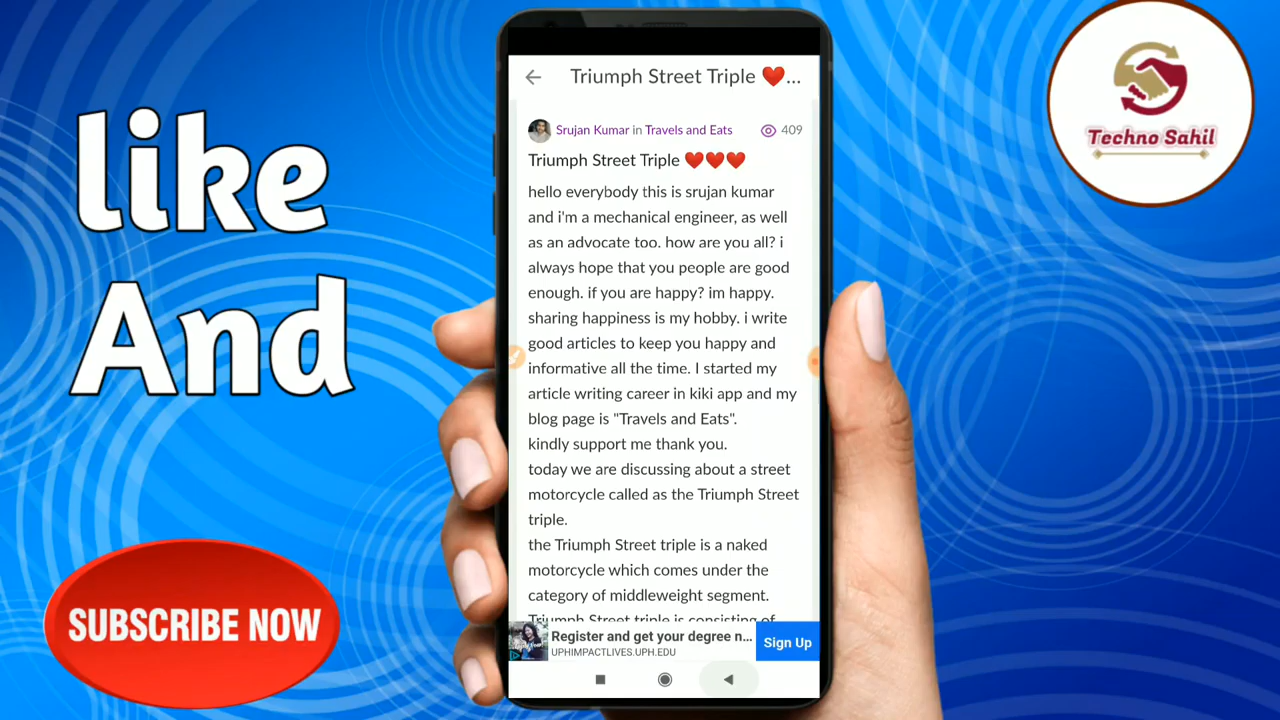 like
And
SUBSCRIBE NOW
Triumph Street Triple ❤️...
Srujan Kumar in Travels and Eats 409
Triumph Street Triple ❤️❤️❤️
hello everybody this is srujan kumar
and i'm a mechanical engineer, as well
as an advocate too. how are you all? i
always hope that you people are good
enough. if you are happy? im happy.
sharing happiness is my hobby. i write
good articles to keep you happy and
informative all the time. I started my
article writing career in kiki app and my
blog page is "Travels and Eats".
kindly support me thank you.
today we are discussing about a street
motorcycle called as the Triumph Street
triple.
the Triumph Street triple is a naked
motorcycle which comes under the
category of middleweight segment.
Triumph Street triple is consisting of
Register and get your degree n...
UPHIMPACTLIVES.UPH.EDU
Sign Up
Techno Sahil